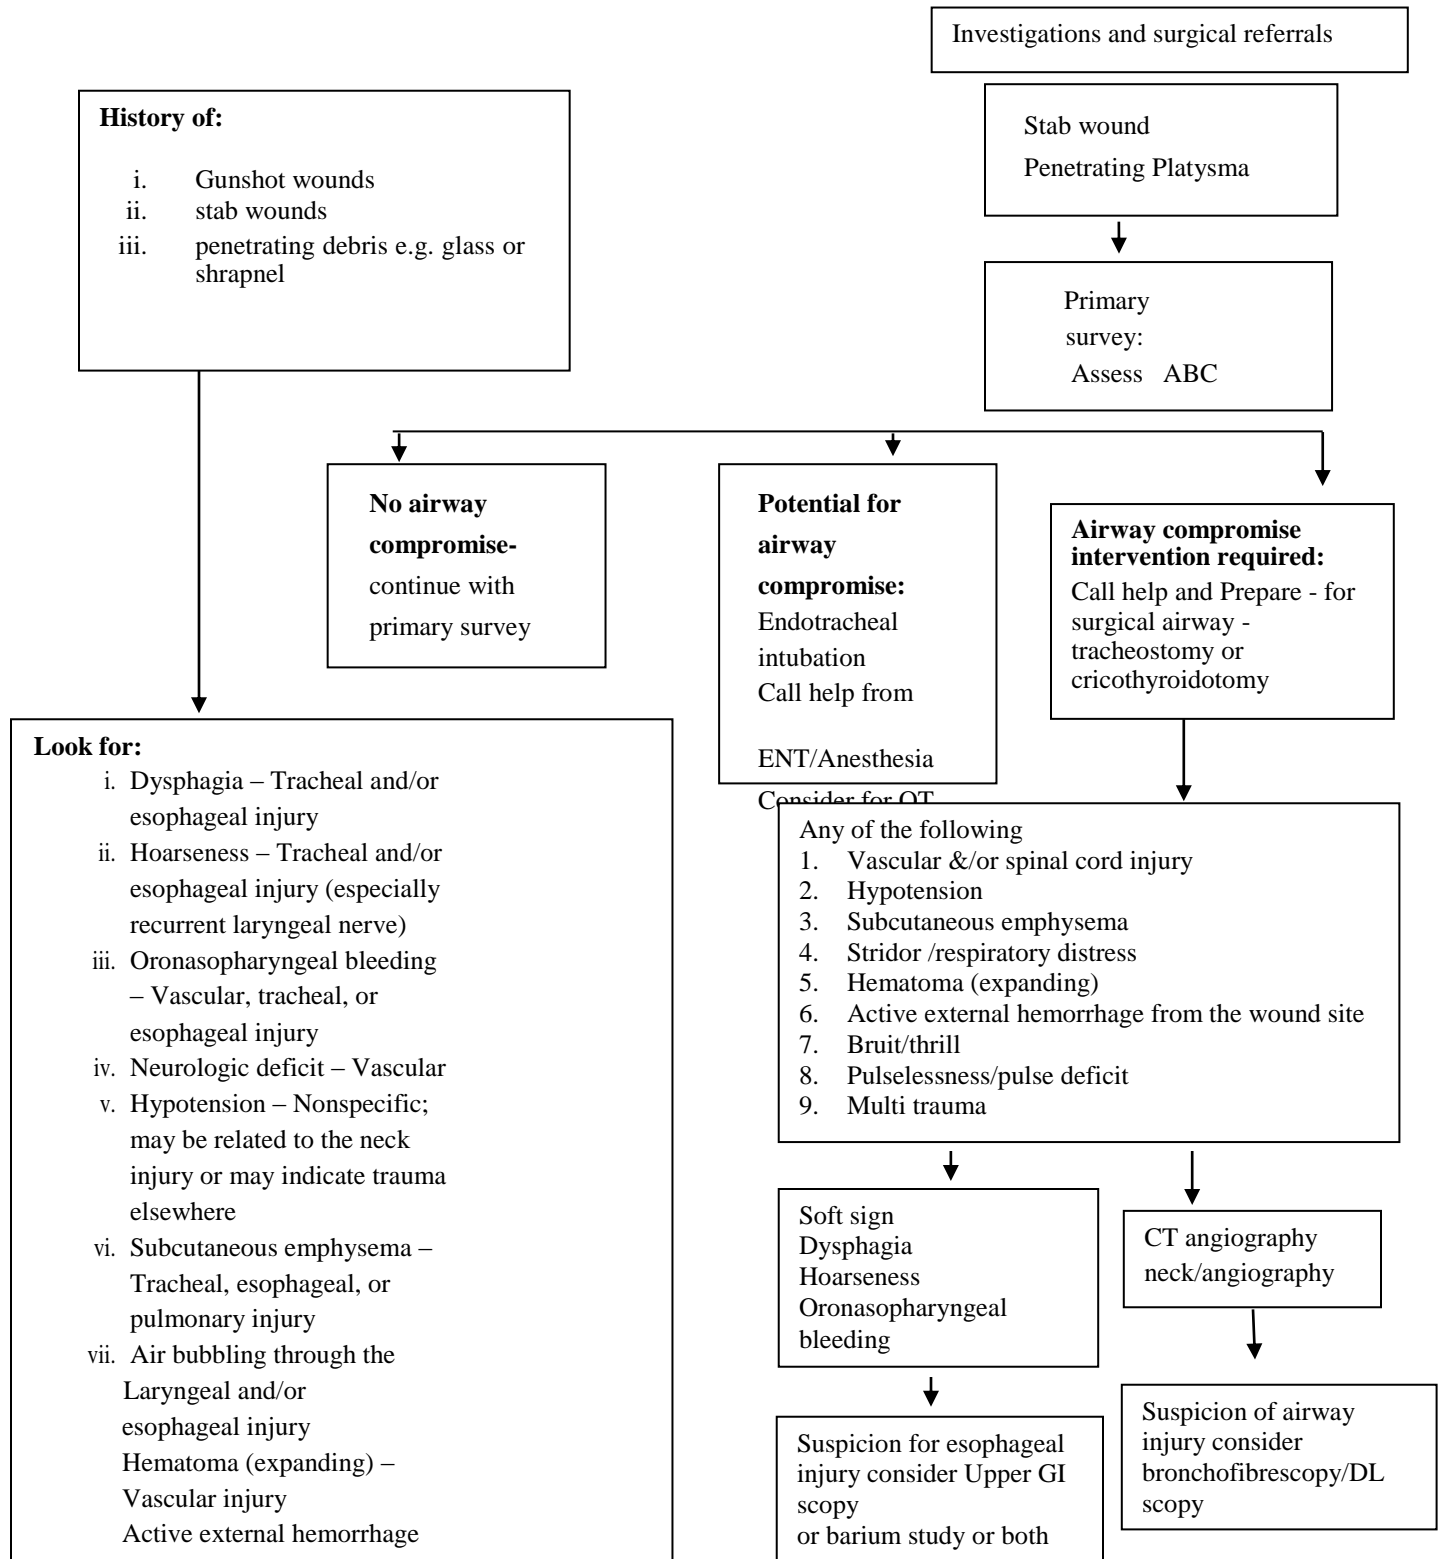 Investigations and surgical referrals
History of:
i. Gunshot wounds
ii. stab wounds
iii. penetrating debris e.g. glass or
shrapnel
Stab wound
Penetrating Platysma
Primary
survey:
Assess ABC
No airway
compromise-
continue with
primary survey
Potential for
airway
compromise:
Endotracheal
intubation
Call help from
ENT/Anesthesia
Consider for OT
Airway compromise
intervention required:
Call help and Prepare - for
surgical airway -
tracheostomy or
cricothyroidotomy
Look for:
i. Dysphagia – Tracheal and/or
esophageal injury
ii. Hoarseness – Tracheal and/or
esophageal injury (especially
recurrent laryngeal nerve)
iii. Oronasopharyngeal bleeding
– Vascular, tracheal, or
esophageal injury
iv. Neurologic deficit – Vascular
v. Hypotension – Nonspecific;
may be related to the neck
injury or may indicate trauma
elsewhere
vi. Subcutaneous emphysema –
Tracheal, esophageal, or
pulmonary injury
vii. Air bubbling through the
Laryngeal and/or
esophageal injury
Hematoma (expanding) –
Vascular injury
Active external hemorrhage
Any of the following
1. Vascular &/or spinal cord injury
2. Hypotension
3. Subcutaneous emphysema
4. Stridor /respiratory distress
5. Hematoma (expanding)
6. Active external hemorrhage from the wound site
7. Bruit/thrill
8. Pulselessness/pulse deficit
9. Multi trauma
Soft sign
Dysphagia
Hoarseness
Oronasopharyngeal
bleeding
CT angiography
neck/angiography
Suspicion for esophageal
injury consider Upper GI
scopy
or barium study or both
Suspicion of airway
injury consider
bronchofibrescopy/DL
scopy